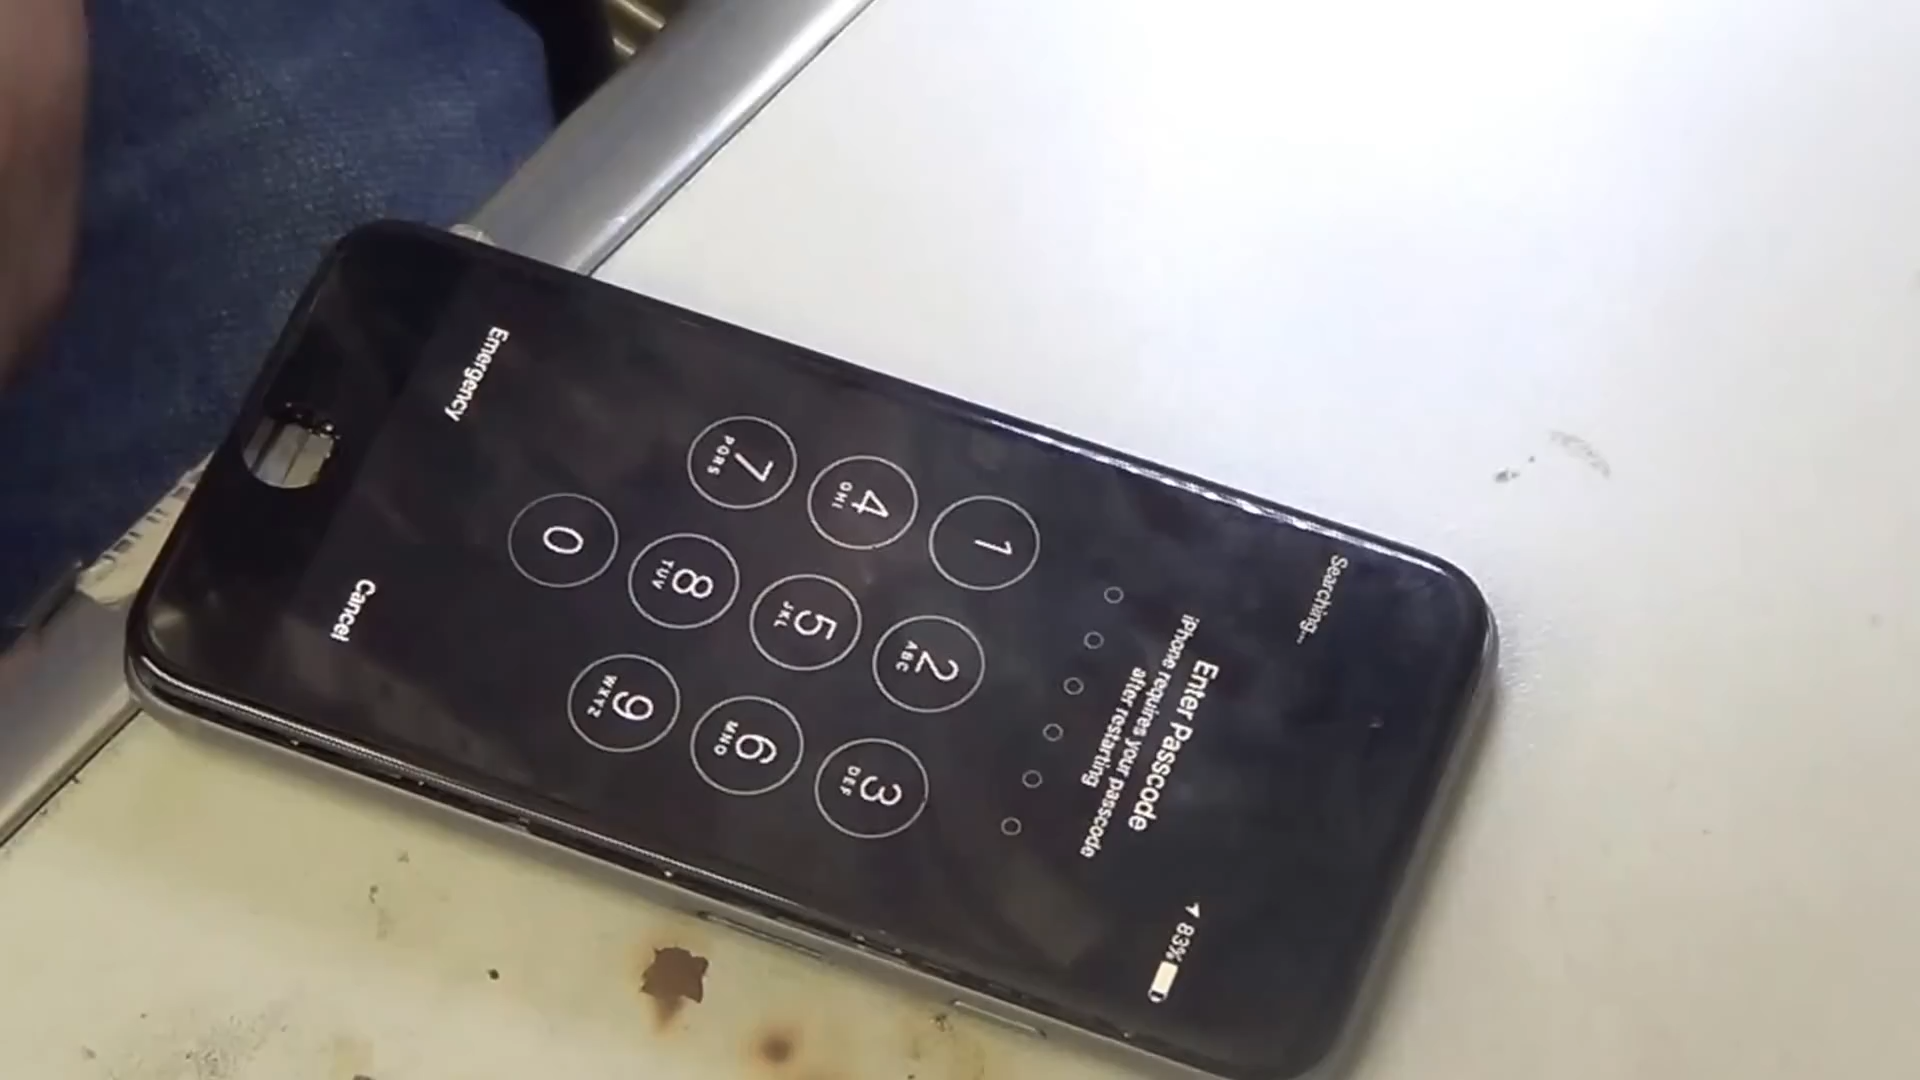 Searching...
83%
Enter Passcode
iPhone requires your passcode
after restarting
1
2
ABC
3
DEF
4
GHI
5
JKL
6
MNO
7
PQRS
8
TUV
9
WXYZ
0
Emergency
Cancel